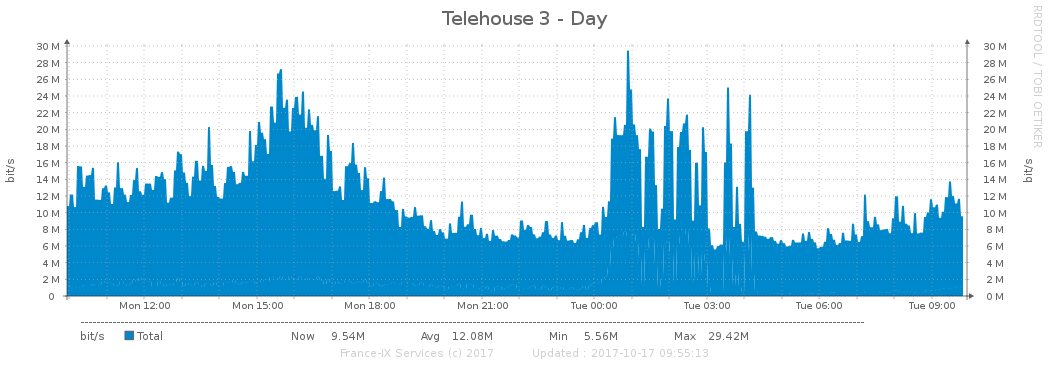 Telehouse 3 - Day
RRDTOOL / TOBI OETIKER
bit/s
30 M 30 M
28 M 28 M
26 M 26 M
24 M 24 M
22 M 22 M
20 M 20 M
18 M 18 M
16 M 16 M
14 M 14 M
12 M 12 M
10 M 10 M
8 M 8 M
6 M 6 M
4 M 4 M
2 M 2 M
0 0 M
bit/s
Mon 12:00 Mon 15:00 Mon 18:00 Mon 21:00 Tue 00:00 Tue 03:00 Tue 06:00 Tue 09:00
bit/s Total Now 9.54M Avg 12.08M Min 5.56M Max 29.42M
France-IX Services (c) 2017 Updated : 2017-10-17 09:55:13